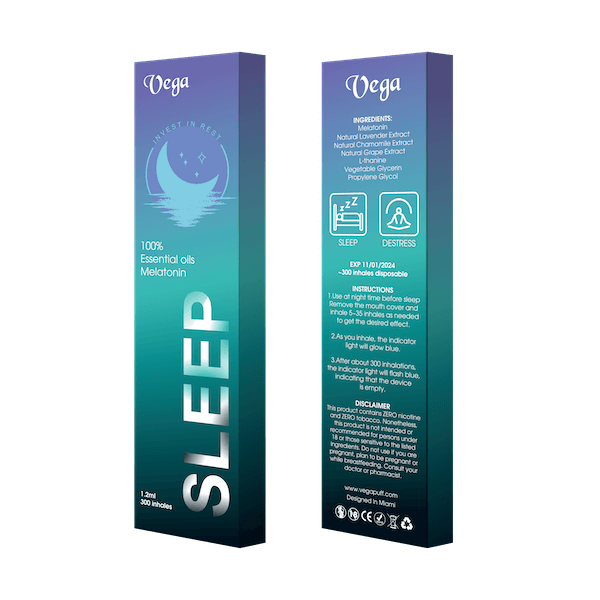 Vega
INVEST IN REST
100%
Essential oils
Melatonin
SLEEP
1.2ml
300 inhales
Vega
INGREDIENTS:
Melatonin
Natural Lavender Extract
Natural Chamomile Extract
Natural Grape Extract
L-thanine
Vegetable Glycerin
Propylene Glycol
zzZ
SLEEP
DESTRESS
EXP 11/01/2024
~300 inhales disposable
INSTRUCTIONS
1.Use at night time before sleep
Remove the mouth cover and
inhale 5~35 inhales as needed
to get the desired effect.
2.As you inhale, the indicator
light will glow blue.
3.After about 300 inhalations,
the indicator light will flash blue,
indicating that the device
is empty.
DISCLAIMER
This product contains ZERO nicotine
and ZERO tobacco. Nonetheless,
this product is not intended or
recommended for persons under
18 or those sensitive to the listed
ingredients. Do not use if you are
pregnant, plan to be pregnant or
while breastfeeding. Consult your
doctor or pharmacist.
www.vegapuff.com
Designed in Miami
CE